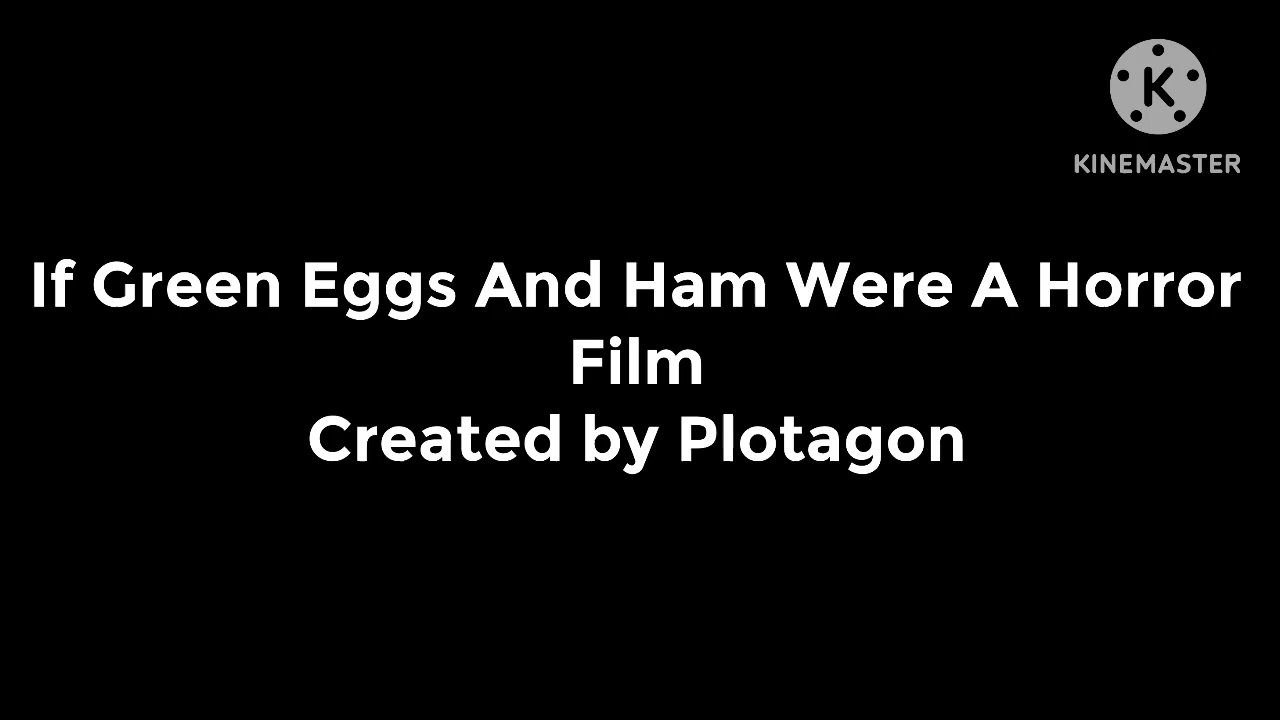 K
KINEMASTER
If Green Eggs And Ham Were A Horror
Film
Created by Plotagon